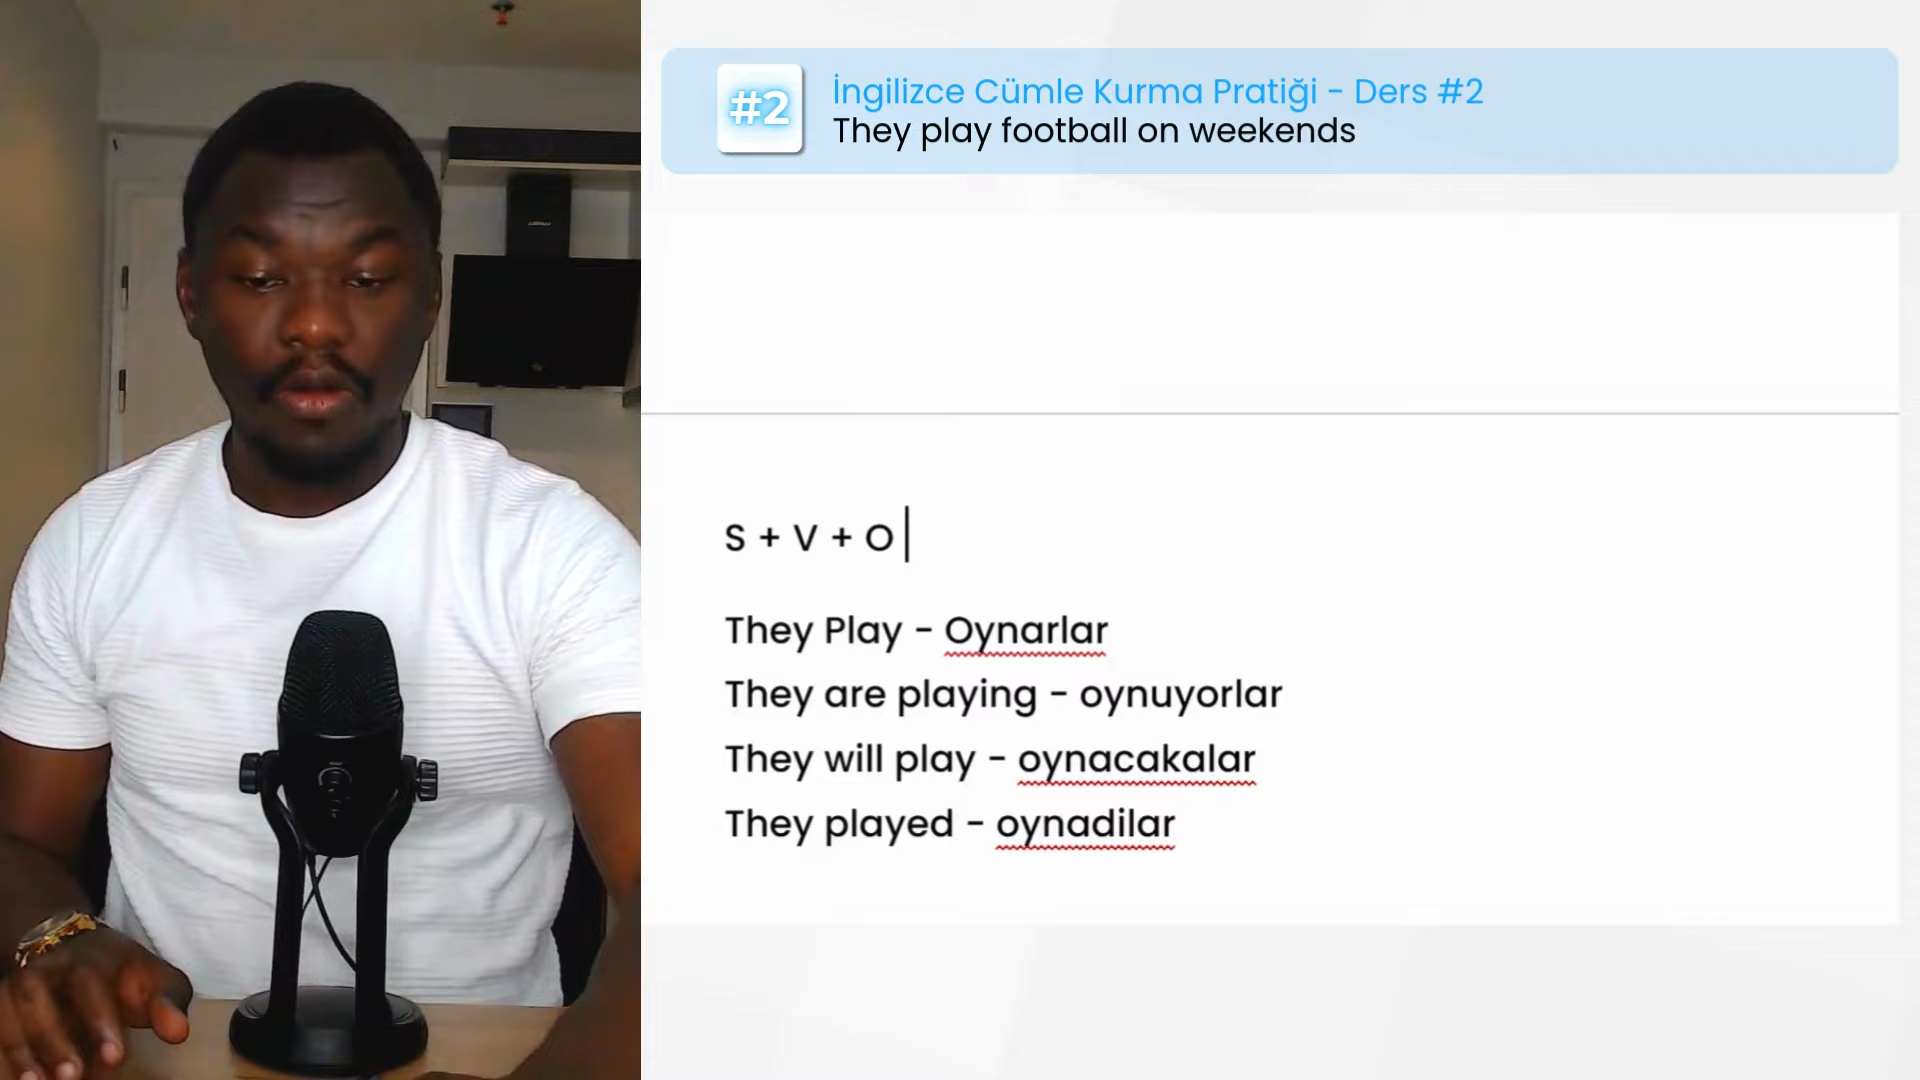 #2
İngilizce Cümle Kurma Pratiği - Ders #2
They play football on weekends
S + V + O
They Play - Oynarlar
They are playing - oynuyorlar
They will play - oynacakalar
They played - oynadilar